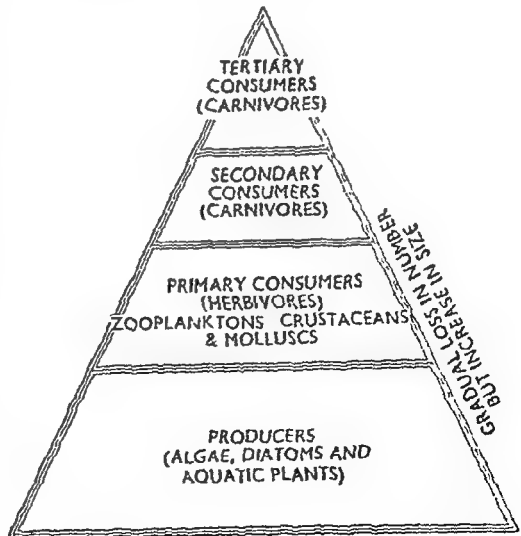 TERTIARY
CONSUMERS
(CARNIVORES)
SECONDARY
CONSUMERS
(CARNIVORES)
PRIMARY CONSUMERS
(HERBIVORES)
ZOOPLANKTONS CRUSTACEANS
& MOLLUSCS
PRODUCERS
(ALGAE, DIATOMS AND
AQUATIC PLANTS)
GRADUAL LOSS IN NUMBER
BUT INCREASE IN SIZE